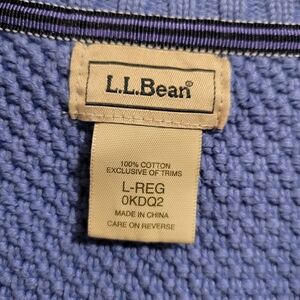 L.L.Bean®
100% COTTON
EXCLUSIVE OF TRIMS
L-REG
0KDQ2
MADE IN CHINA
CARE ON REVERSE